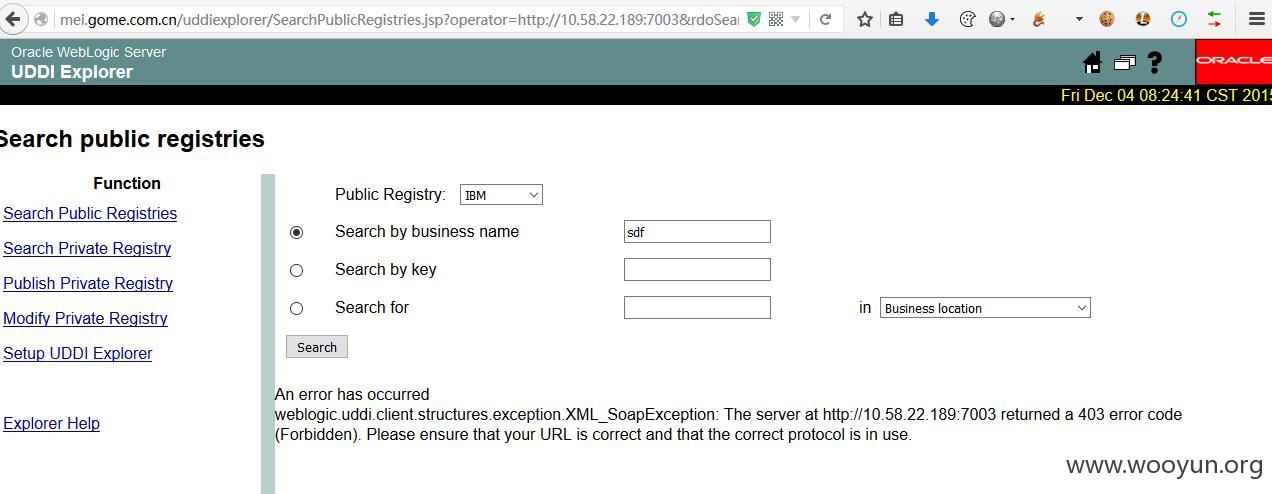 mei.gome.com.cn/uddiexplorer/SearchPublicRegistries.jsp?operator=http://10.58.22.189:7003&rdoSear
Oracle WebLogic Server
UDDI Explorer
ORACLE
Fri Dec 04 08:24:41 CST 2015
Search public registries
Function
Search Public Registries
Search Private Registry
Publish Private Registry
Modify Private Registry
Setup UDDI Explorer
Explorer Help
Public Registry: IBM
Search by business name sdf
Search by key
Search for in Business location
Search
An error has occurred
weblogic.uddi.client.structures.exception.XML_SoapException: The server at http://10.58.22.189:7003 returned a 403 error code
(Forbidden). Please ensure that your URL is correct and that the correct protocol is in use.
www.wooyun.org